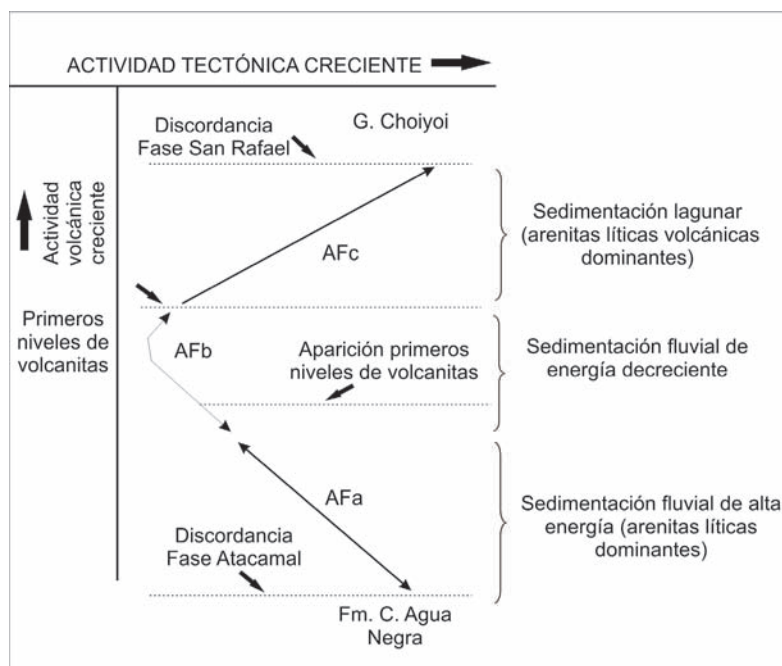 ACTIVIDAD TECTÓNICA CRECIENTE
G. Choiyoi
Discordancia
Fase San Rafael
Actividad
volcánica
creciente
Sedimentación lagunar
(arenitas líticas volcánicas
dominantes)
AFc
Primeros
niveles de
volcanitas
AFb
Aparición primeros
niveles de volcanitas
Sedimentación fluvial de
energía decreciente
AFa
Sedimentación fluvial de alta
energía (arenitas líticas
dominantes)
Discordancia
Fase Atacamal
Fm. C. Agua
Negra